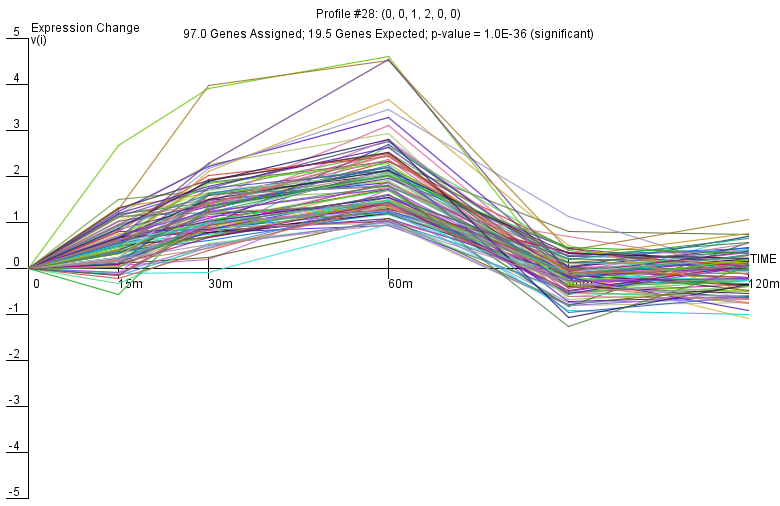 Profile #28: (0, 0, 1, 2, 0, 0)
97.0 Genes Assigned; 19.5 Genes Expected; p-value = 1.0E-36 (significant)
Expression Change
v(i)
5
4
3
2
1
0
-1
-2
-3
-4
-5
TIME
0
15m
30m
60m
120m